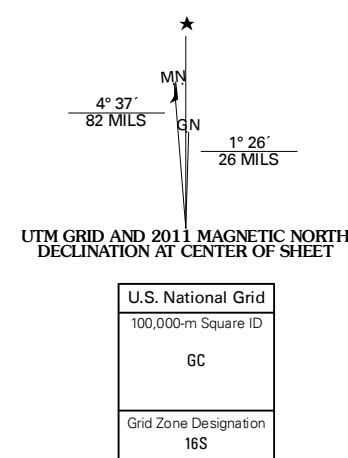 ★
MN
4° 37´
82 MILS
GN
1° 26´
26 MILS
UTM GRID AND 2011 MAGNETIC NORTH
DECLINATION AT CENTER OF SHEET
U.S. National Grid
100,000-m Square ID
GC
Grid Zone Designation
16S